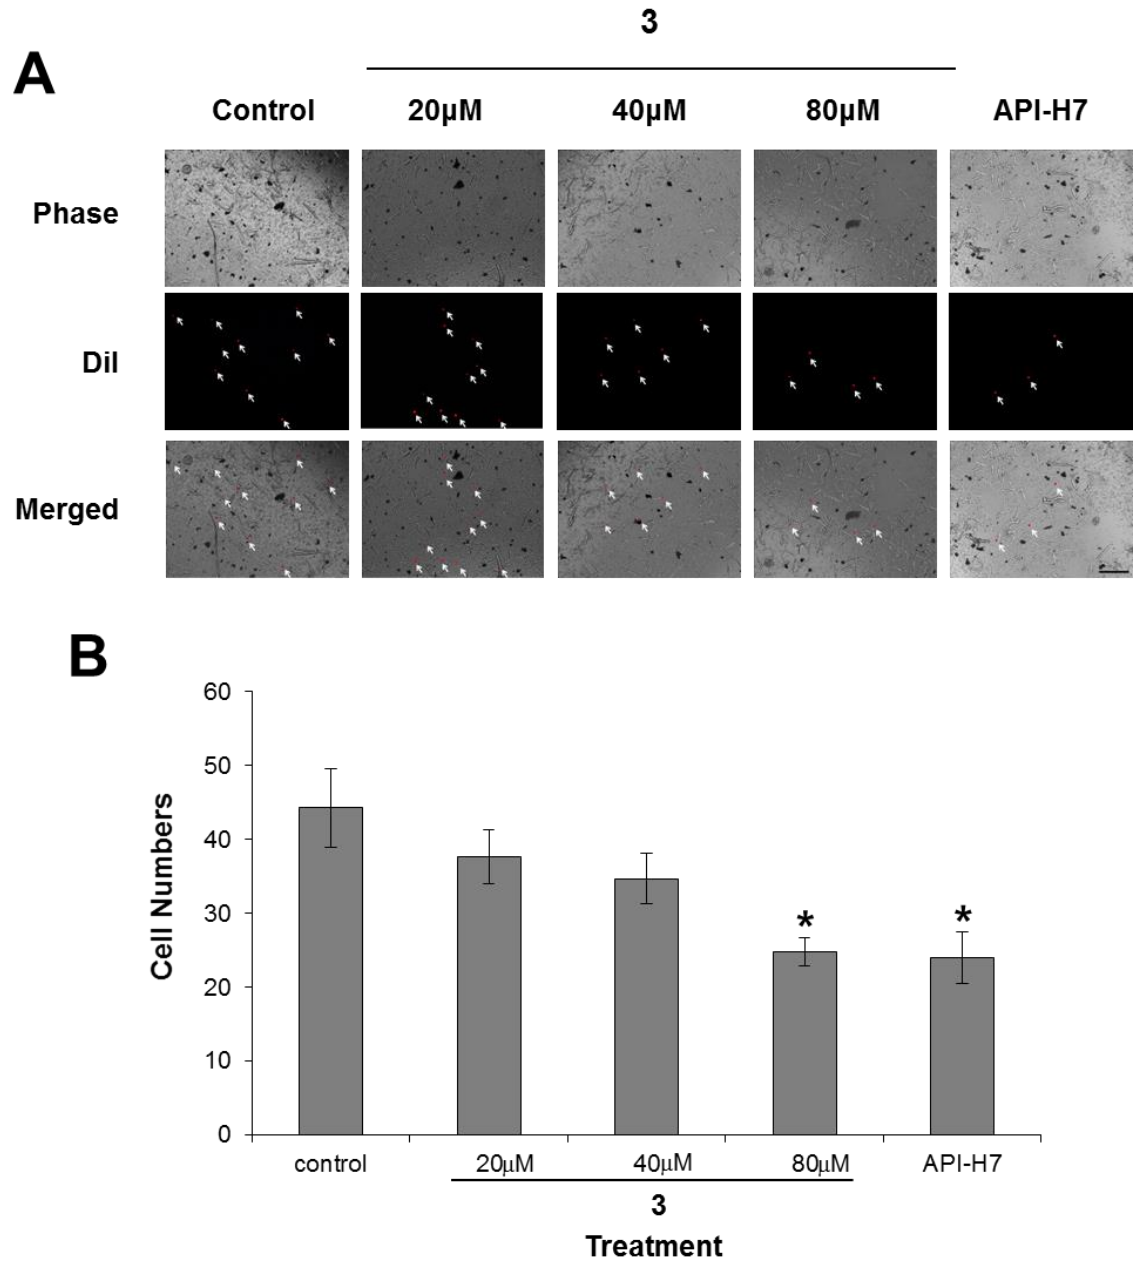 3
A
Control 20µM 40µM 80µM API-H7
Phase
DiI
Merged
B
60
50
40
30
20
10
0
Cell Numbers
*
*
control 20µM 40µM 80µM API-H7
3
Treatment